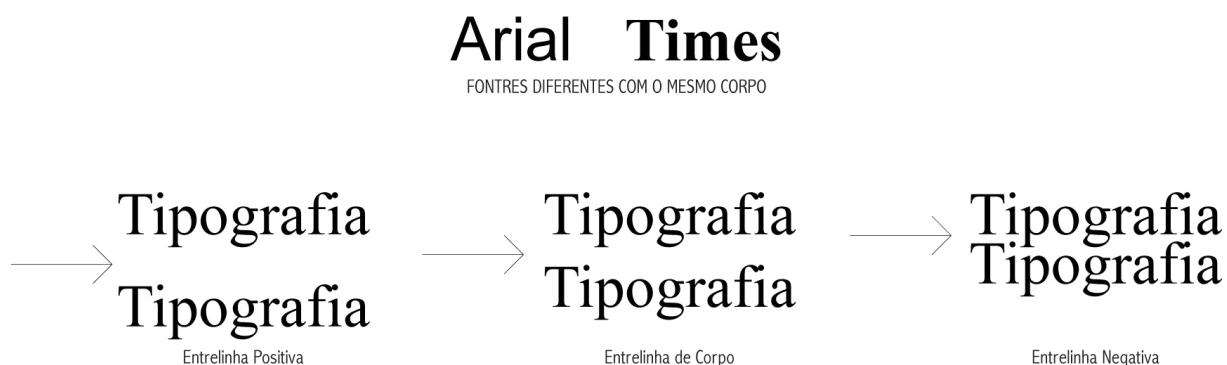 Arial Times
FONTRES DIFERENTES COM O MESMO CORPO
Tipografia
Tipografia
Entrelinha Positiva
Tipografia
Tipografia
Entrelinha de Corpo
Tipografia
Tipografia
Entrelinha Negativa